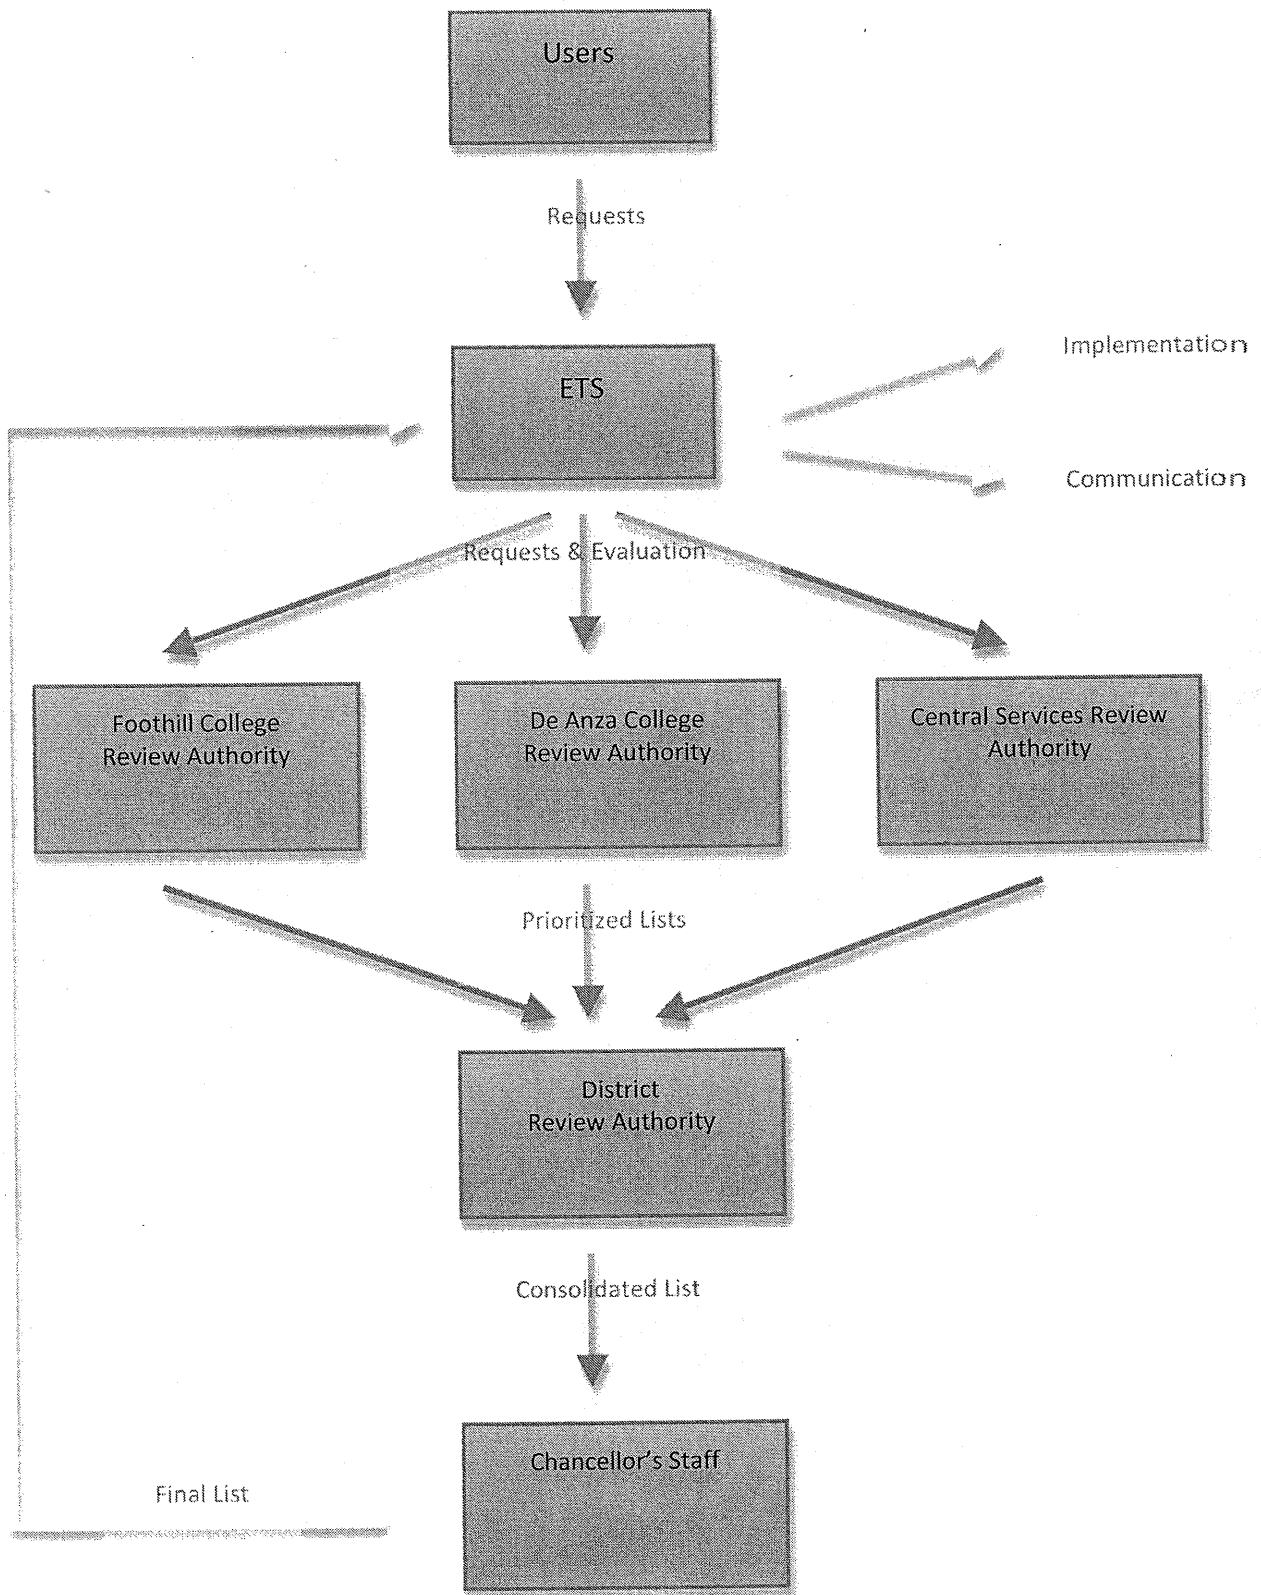 Users
Requests
ETS
Implementation
Communication
Requests & Evaluation
Foothill College
Review Authority
De Anza College
Review Authority
Central Services Review
Authority
Prioritized Lists
District
Review Authority
Consolidated List
Chancellor's Staff
Final List